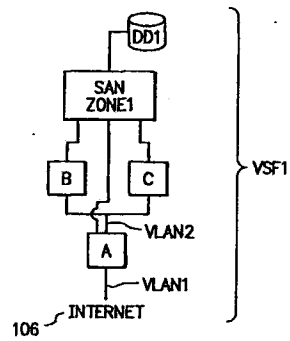 DD1
SAN
ZONE1
B
C
VSF1
VLAN2
A
VLAN1
INTERNET
106